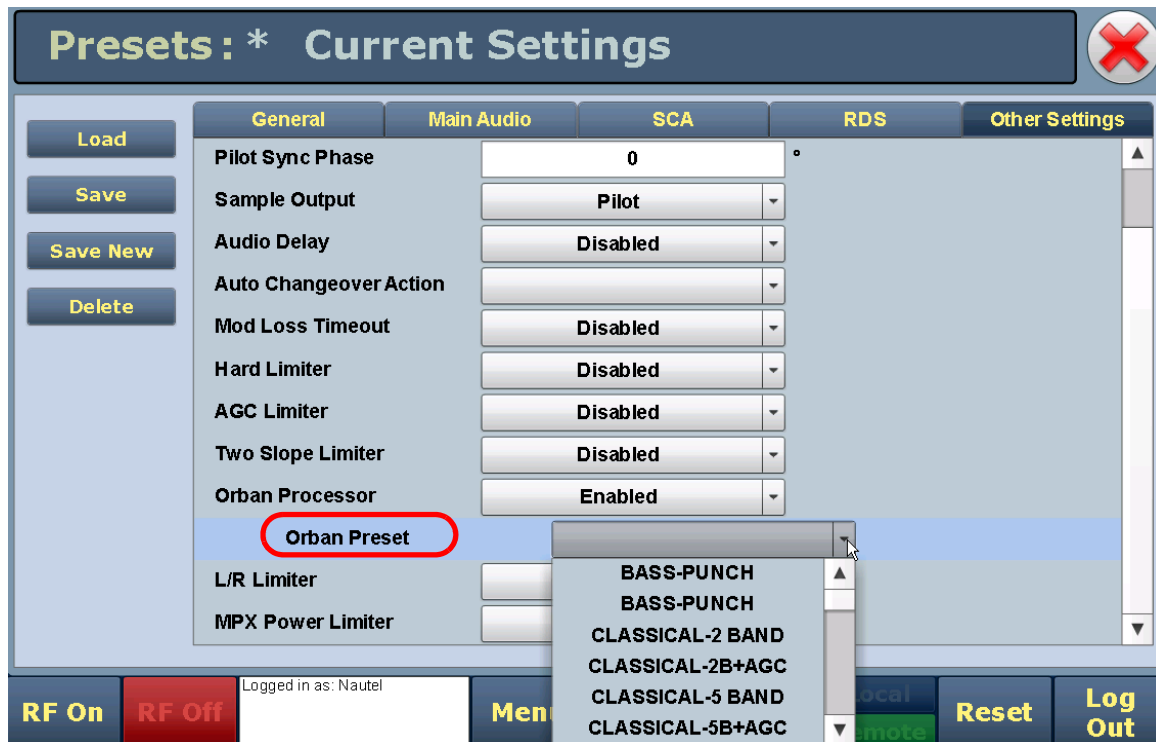 Presets: * Current Settings
General Main Audio SCA RDS Other Settings
Load
Save
Save New
Delete
Pilot Sync Phase 0 °
Sample Output Pilot
Audio Delay Disabled
Auto Changeover Action
Mod Loss Timeout Disabled
Hard Limiter Disabled
AGC Limiter Disabled
Two Slope Limiter Disabled
Orban Processor Enabled
Orban Preset
L/R Limiter
MPX Power Limiter
BASS-PUNCH
BASS-PUNCH
CLASSICAL-2 BAND
CLASSICAL-2B+AGC
CLASSICAL-5 BAND
CLASSICAL-5B+AGC
RF On
RF Off
Logged in as: Nautel
Men
ocal
emote
Reset
Log
Out